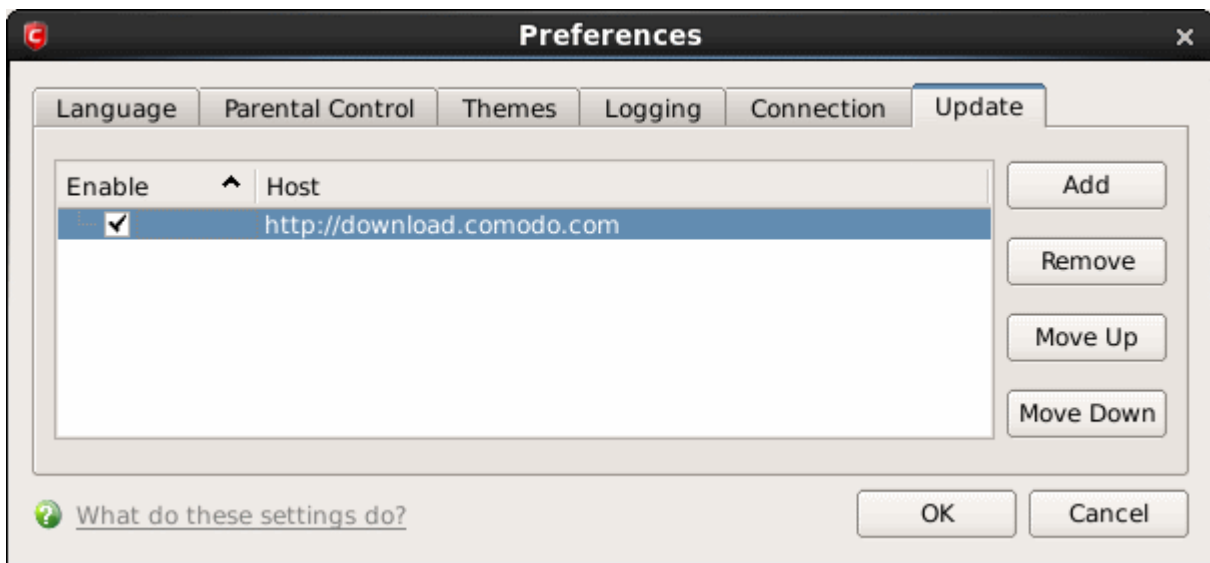 Preferences
Language Parental Control Themes Logging Connection Update
Enable Host Add
http://download.comodo.com
Remove
Move Up
Move Down
What do these settings do? OK Cancel